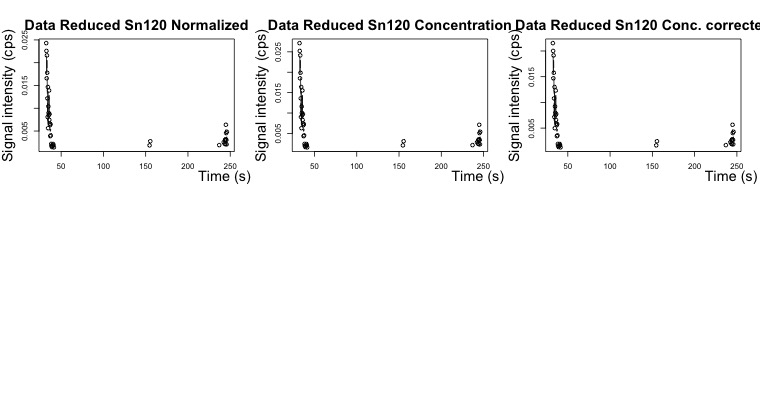 Data Reduced Sn120 Normalized
Signal intensity (cps)
0.005 0.015 0.025
50 100 150 200 250
Time (s)
Data Reduced Sn120 Concentration
Signal intensity (cps)
0.005 0.015 0.025
50 100 150 200 250
Time (s)
Data Reduced Sn120 Conc. correcte
Signal intensity (cps)
0.005 0.015
50 100 150 200 250
Time (s)